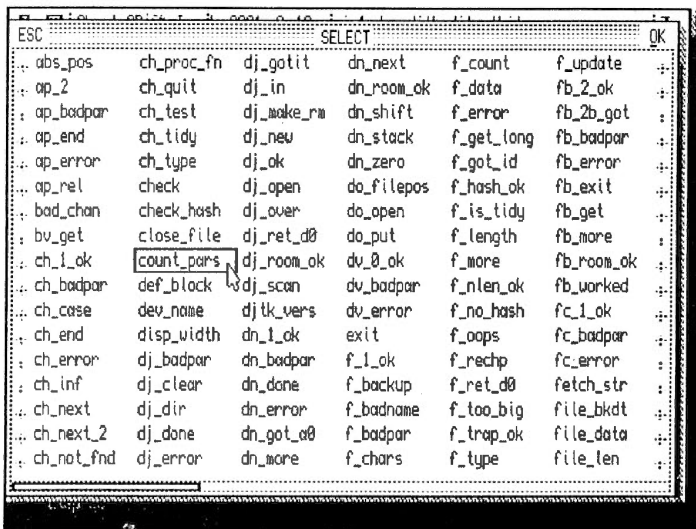 ESC SELECT OK
abs_pos ch_proc_fn dj_gotit dn_next f_count f_update
ap_2 ch_quit dj_in dn_room_ok f_data fb_2_ok
ap_badpar ch_test dj_make_rm dn_shift f_error fb_2b_got
ap_end ch_tidy dj_new dn_stack f_get_long fb_badpar
ap_error ch_type dj_ok dn_zero f_got_id fb_error
ap_rel check dj_open do_filepos f_hash_ok fb_exit
bad_chan check_hash dj_over do_open f_is_tidy fb_get
bv_get close_file dj_ret_d0 do_put f_length fb_more
ch_1_ok count_pars dj_room_ok dv_0_ok f_more fb_room_ok
ch_badpar def_block dj_scan dv_badpar f_nlen_ok fb_worked
ch_case dev_name djtk_vers dv_error f_no_hash fc_1_ok
ch_end disp_width dn_1_ok exit f_oops fc_badpar
ch_error dj_badpar dn_badpar f_1_ok f_rechp fc_error
ch_inf dj_clear dn_done f_backup f_ret_d0 fetch_str
ch_next dj_dir dn_error f_badname f_too_big file_bkdt
ch_next_2 dj_done dn_got_a0 f_badpar f_trap_ok file_data
ch_not_fnd dj_error dn_more f_chars f_type file_len